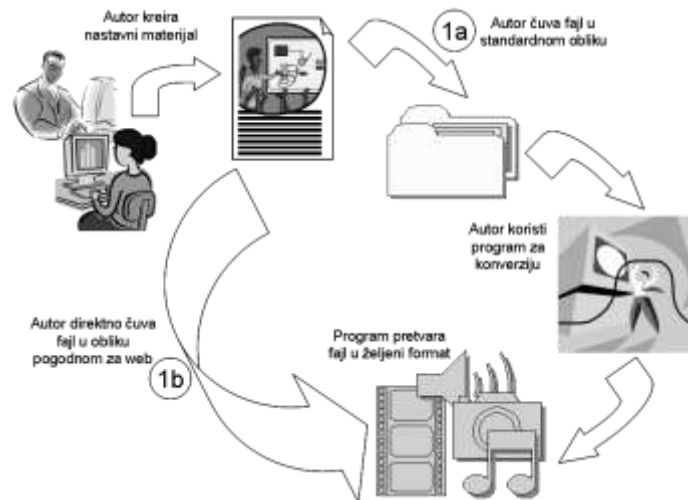 Autor kreira
nastavni materijal
1a
Autor čuva fajl u
standardnom obliku
Autor koristi
program za
konverziju
Program pretvara
fajl u željeni format
Autor direktno čuva
fajl u obliku
pogodnom za web
1b